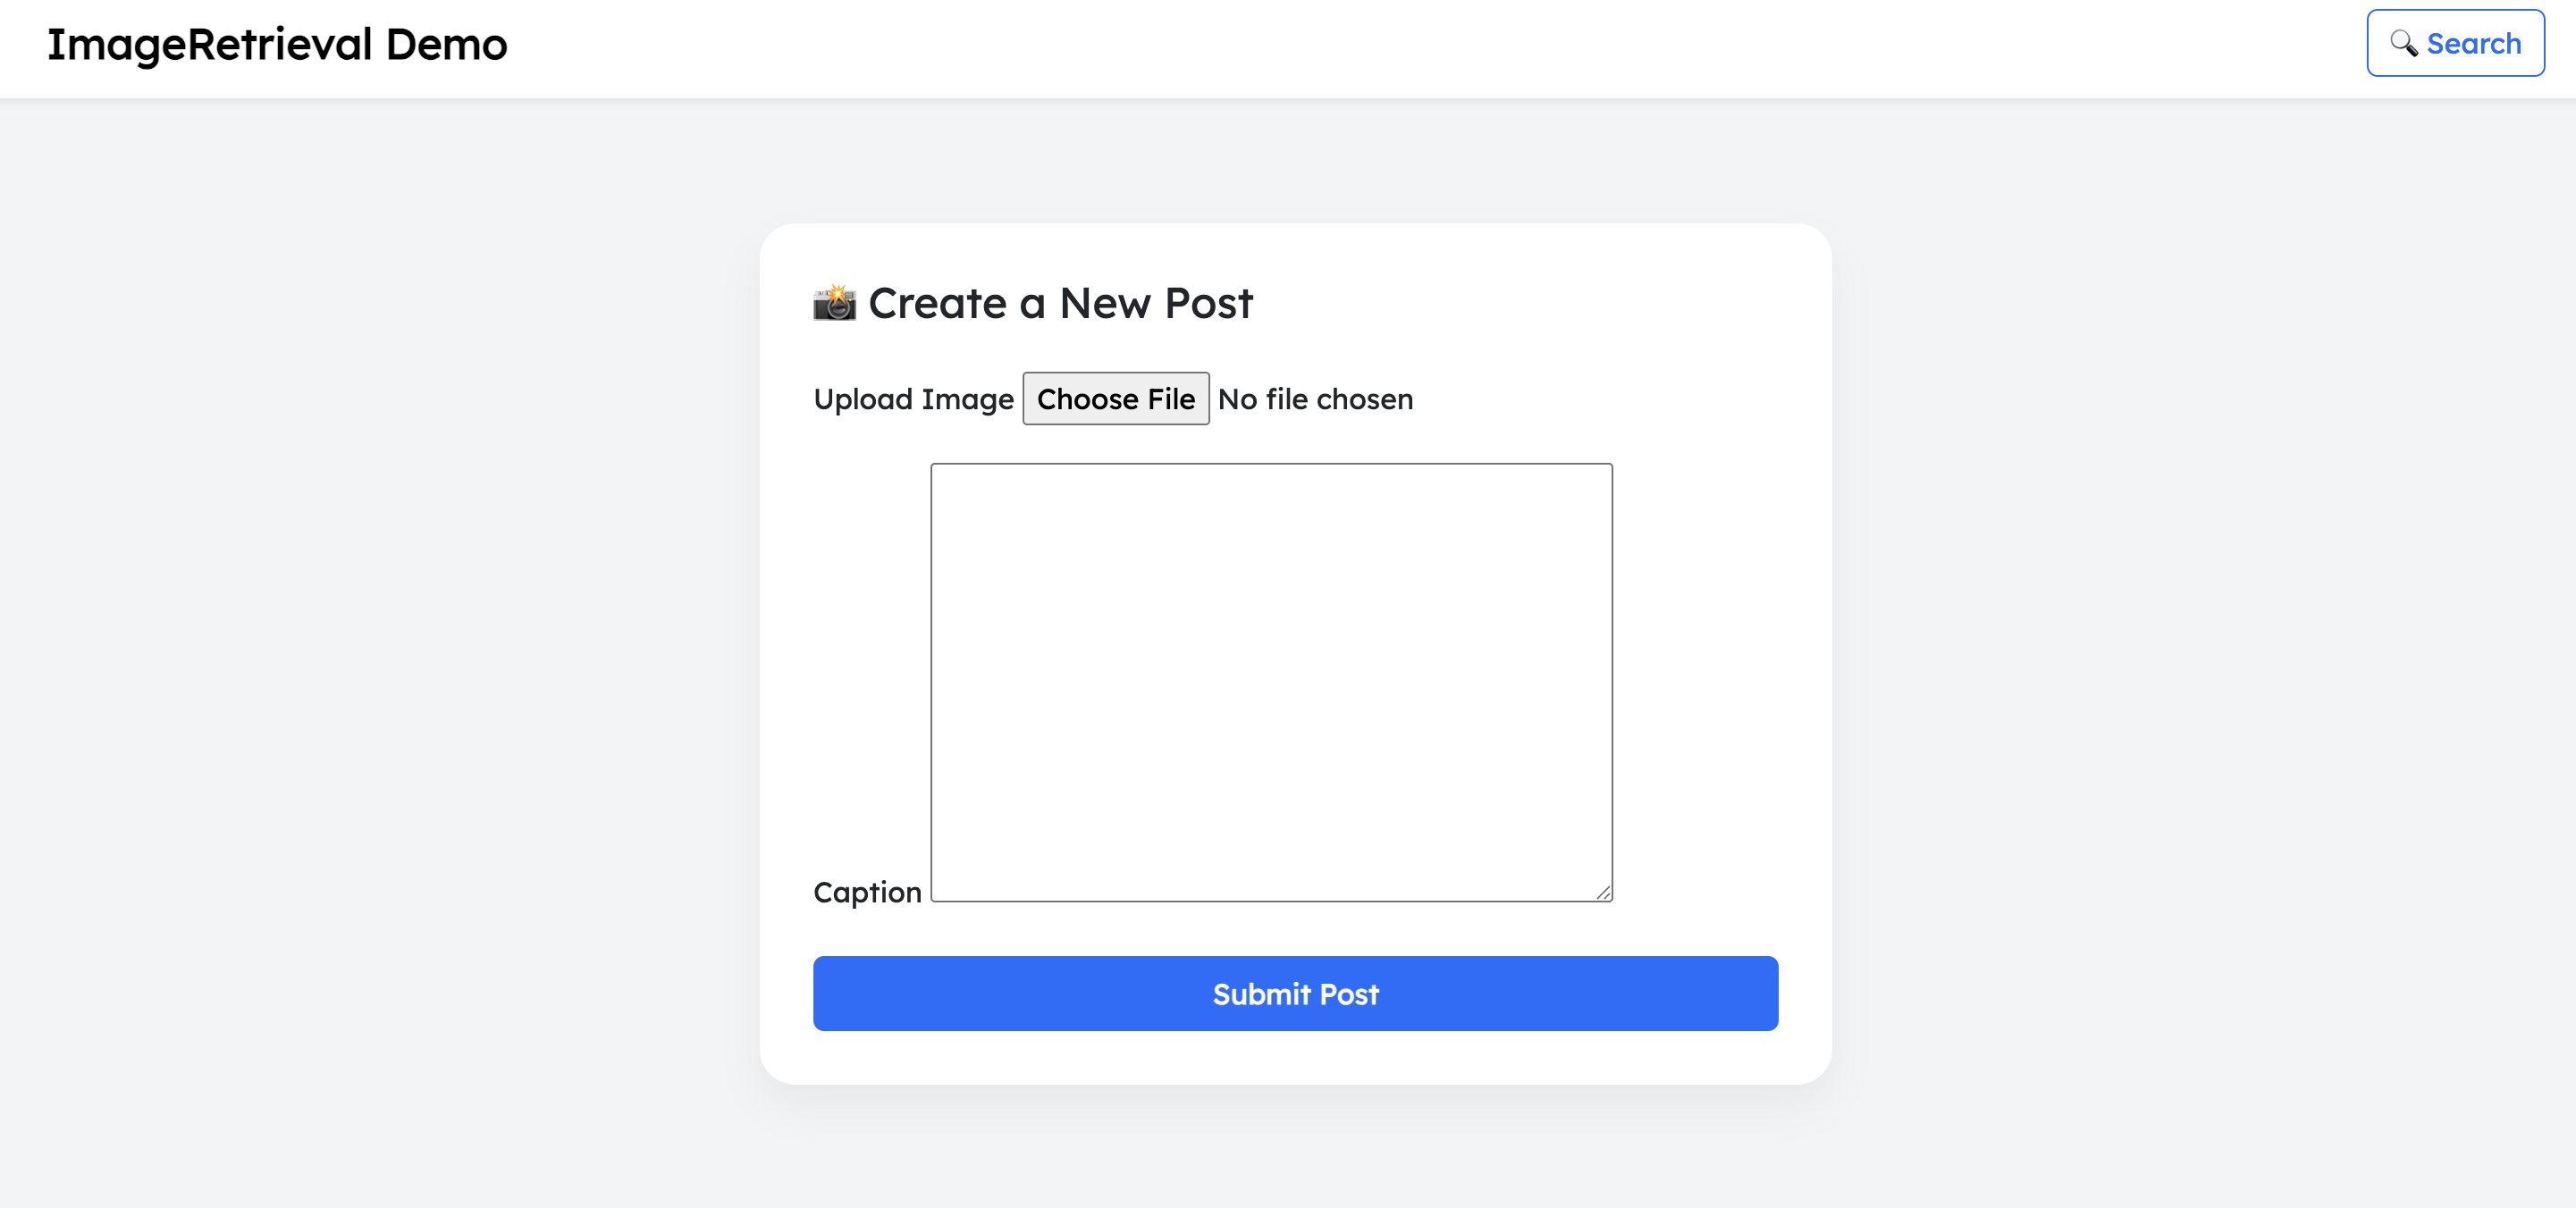 ImageRetrieval Demo
🔍 Search
📸 Create a New Post
Upload Image Choose File No file chosen
Caption
Submit Post